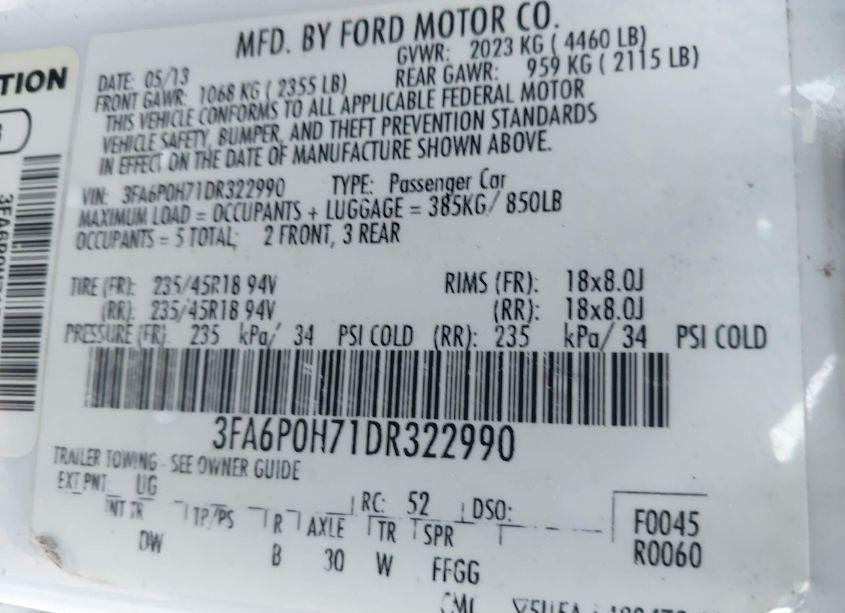 TION
3FA6P0H71
MFD. BY FORD MOTOR CO.
DATE: 05/13 GVWR: 2023 KG ( 4460 LB)
FRONT GAWR: 1068 KG ( 2355 LB) REAR GAWR: 959 KG ( 2115 LB)
THIS VEHICLE CONFORMS TO ALL APPLICABLE FEDERAL MOTOR
VEHICLE SAFETY, BUMPER, AND THEFT PREVENTION STANDARDS
IN EFFECT ON THE DATE OF MANUFACTURE SHOWN ABOVE.
VIN: 3FA6P0H71DR322990 TYPE: Passenger Car
MAXIMUM LOAD = OCCUPANTS + LUGGAGE = 385KG/ 850LB
OCCUPANTS = 5 TOTAL; 2 FRONT, 3 REAR
TIRE (FR): 235/45R18 94V RIMS (FR): 18x8.0J
(RR): 235/45R18 94V (RR): 18x8.0J
PRESSURE (FR): 235 kPa/ 34 PSI COLD (RR): 235 kPa/ 34 PSI COLD
3FA6P0H71DR322990
TRAILER TOWING - SEE OWNER GUIDE
EXT PNT: UG RC: 52 DSO:
INT TR TP/PS R AXLE TR SPR F0045
DW B 30 W FFGG R0060